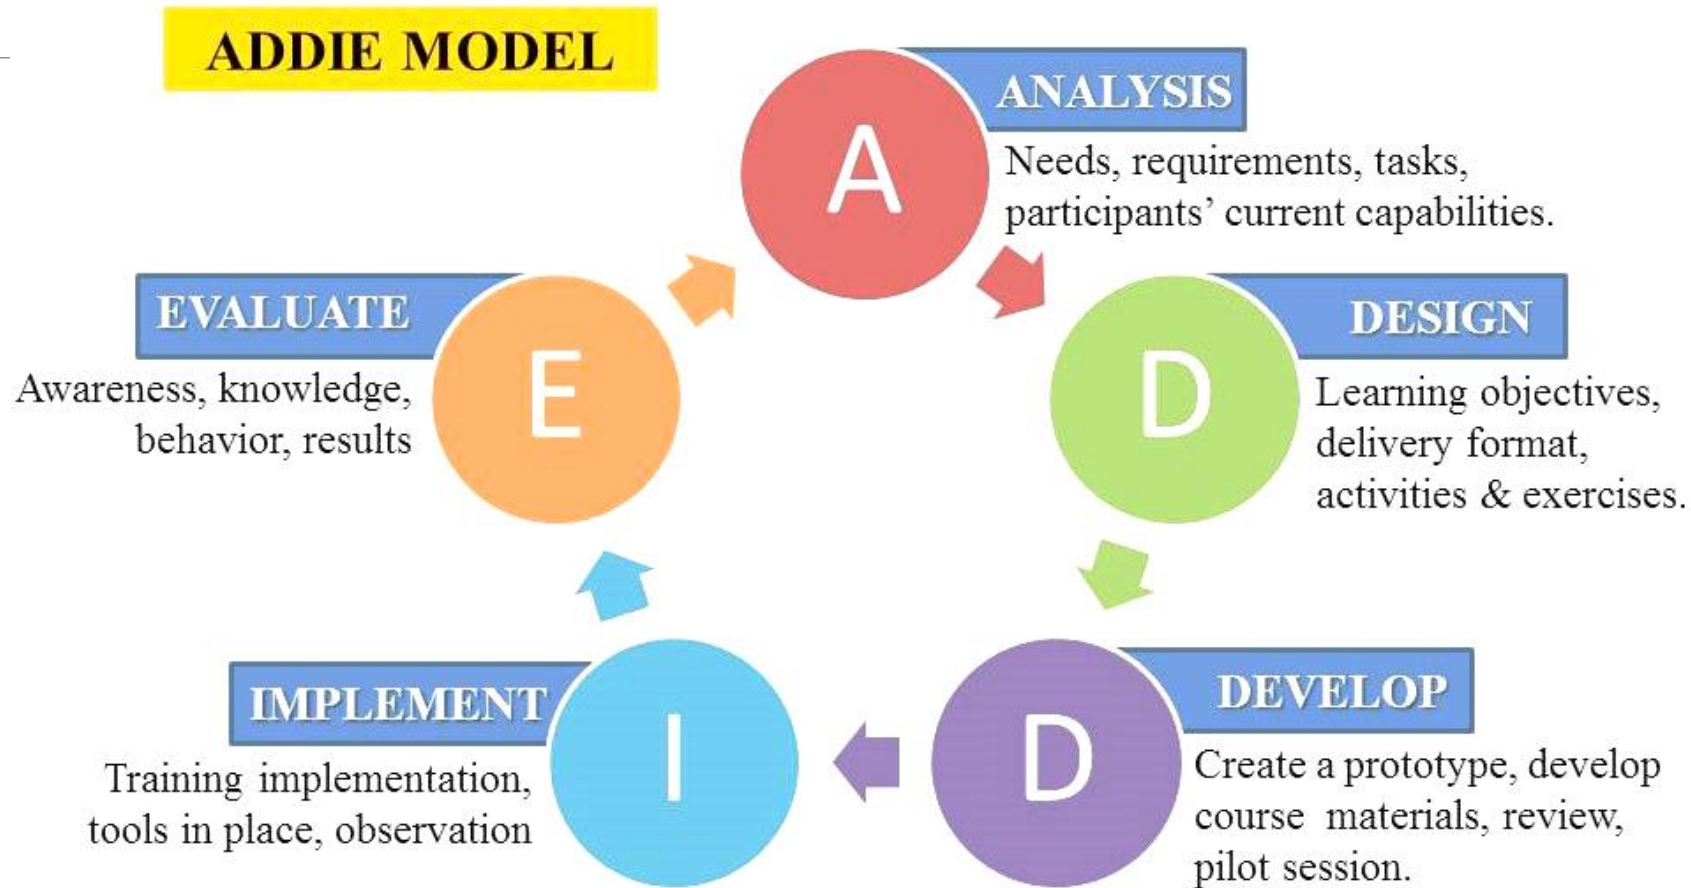 ADDIE MODEL
A
ANALYSIS
Needs, requirements, tasks,
participants’ current capabilities.
D
DESIGN
Learning objectives,
delivery format,
activities & exercises.
D
DEVELOP
Create a prototype, develop
course materials, review,
pilot session.
I
IMPLEMENT
Training implementation,
tools in place, observation
E
EVALUATE
Awareness, knowledge,
behavior, results